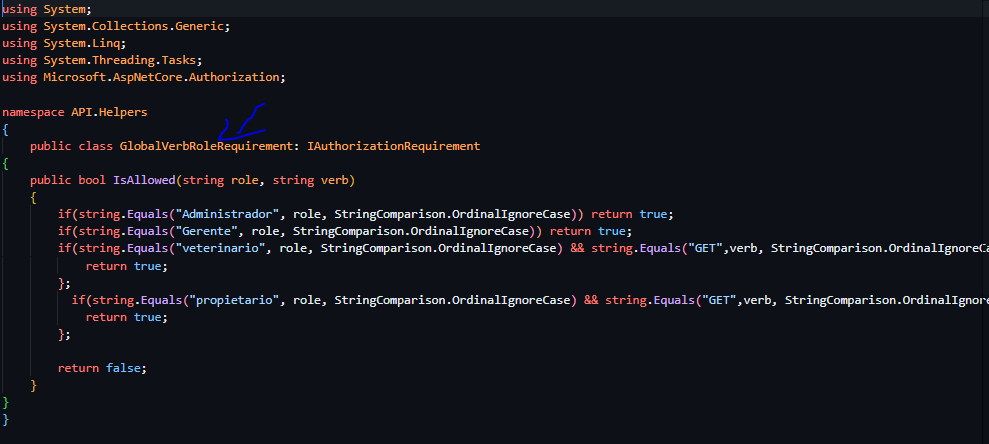 using System;
using System.Collections.Generic;
using System.Linq;
using System.Threading.Tasks;
using Microsoft.AspNetCore.Authorization;
namespace API.Helpers
{
public class GlobalVerbRoleRequirement: IAuthorizationRequirement
{
public bool IsAllowed(string role, string verb)
{
if(string.Equals("Administrador", role, StringComparison.OrdinalIgnoreCase)) return true;
if(string.Equals("Gerente", role, StringComparison.OrdinalIgnoreCase)) return true;
if(string.Equals("veterinario", role, StringComparison.OrdinalIgnoreCase) && string.Equals("GET",verb, StringComparison.OrdinalIgnoreCa
return true;
};
if(string.Equals("propietario", role, StringComparison.OrdinalIgnoreCase) && string.Equals("GET",verb, StringComparison.OrdinalIgnore
return true;
};
return false;
}
}
}